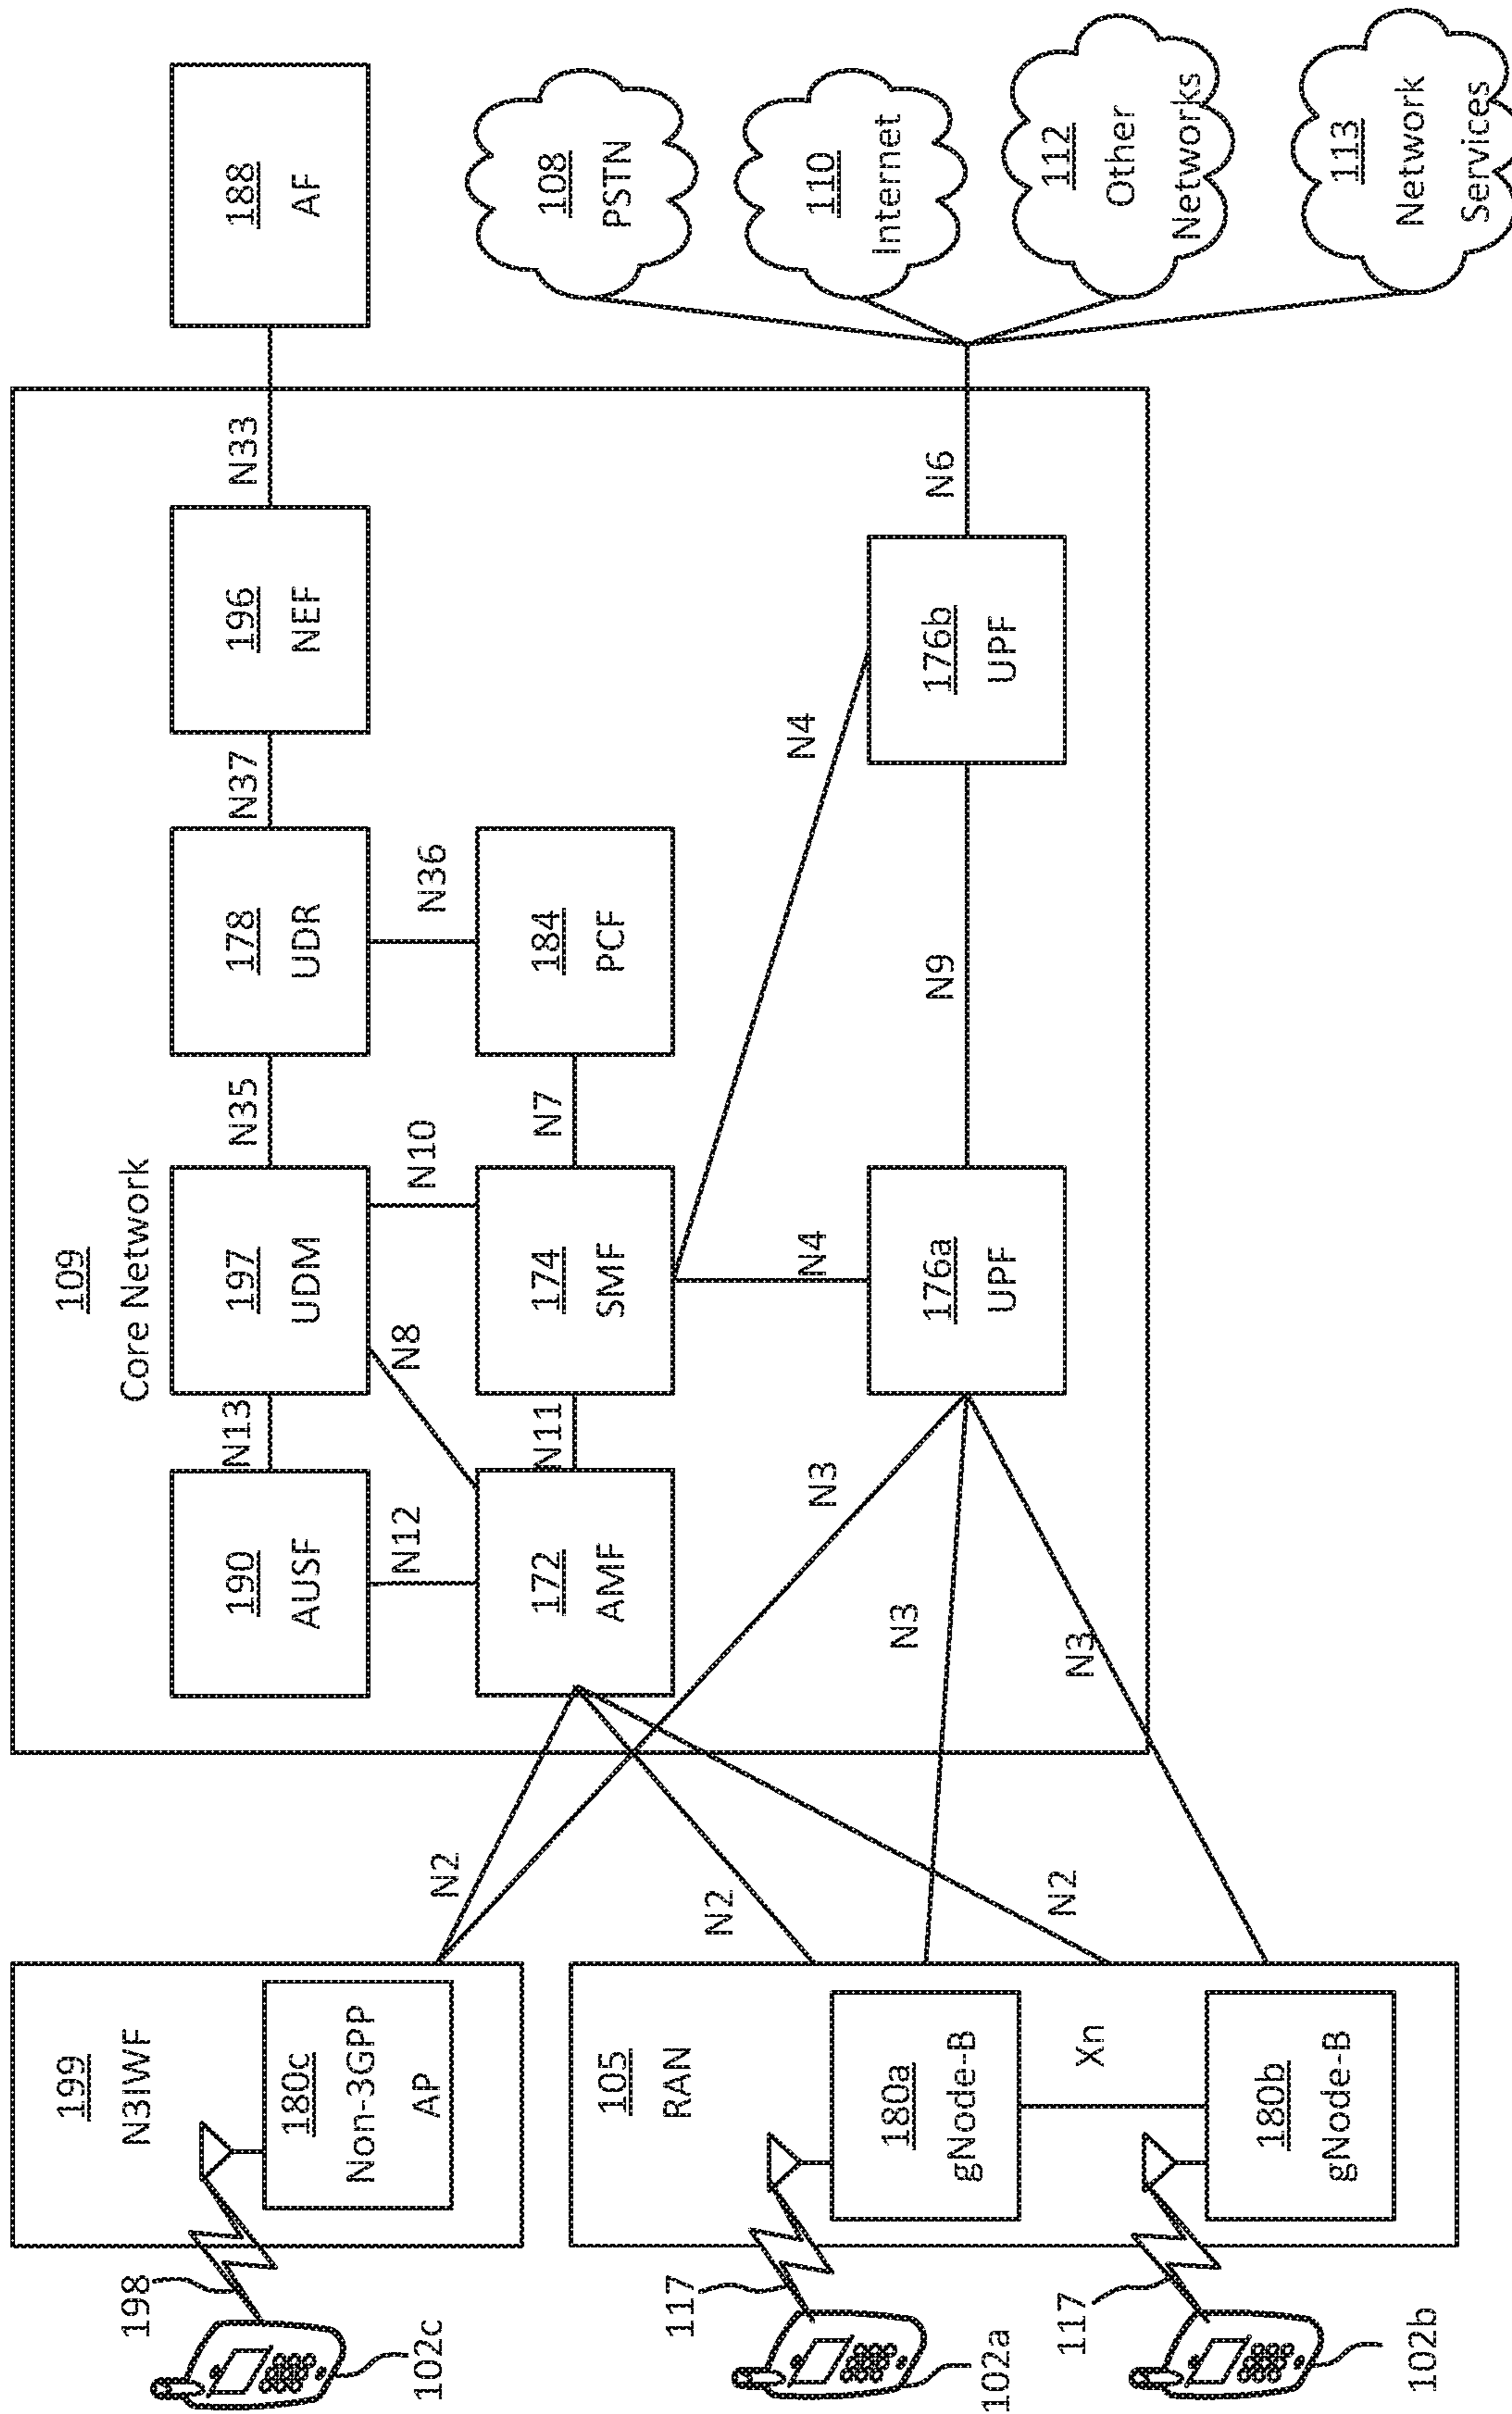 109
Core Network
199
N3IWF
180c
Non-3GPP
AP
198
102c
105
RAN
180a
gNode-B
Xn
180b
gNode-B
117
102a
117
102b
N2
N2
N2
N3
N3
N3
190
AUSF
N13
197
UDM
N35
178
UDR
N37
196
NEF
N33
188
AF
N12
N8
N10
N36
172
AMF
N11
174
SMF
N7
184
PCF
N4
N4
176a
UPF
N9
176b
UPF
N6
108
PSTN
110
Internet
112
Other
Networks
113
Network
Services